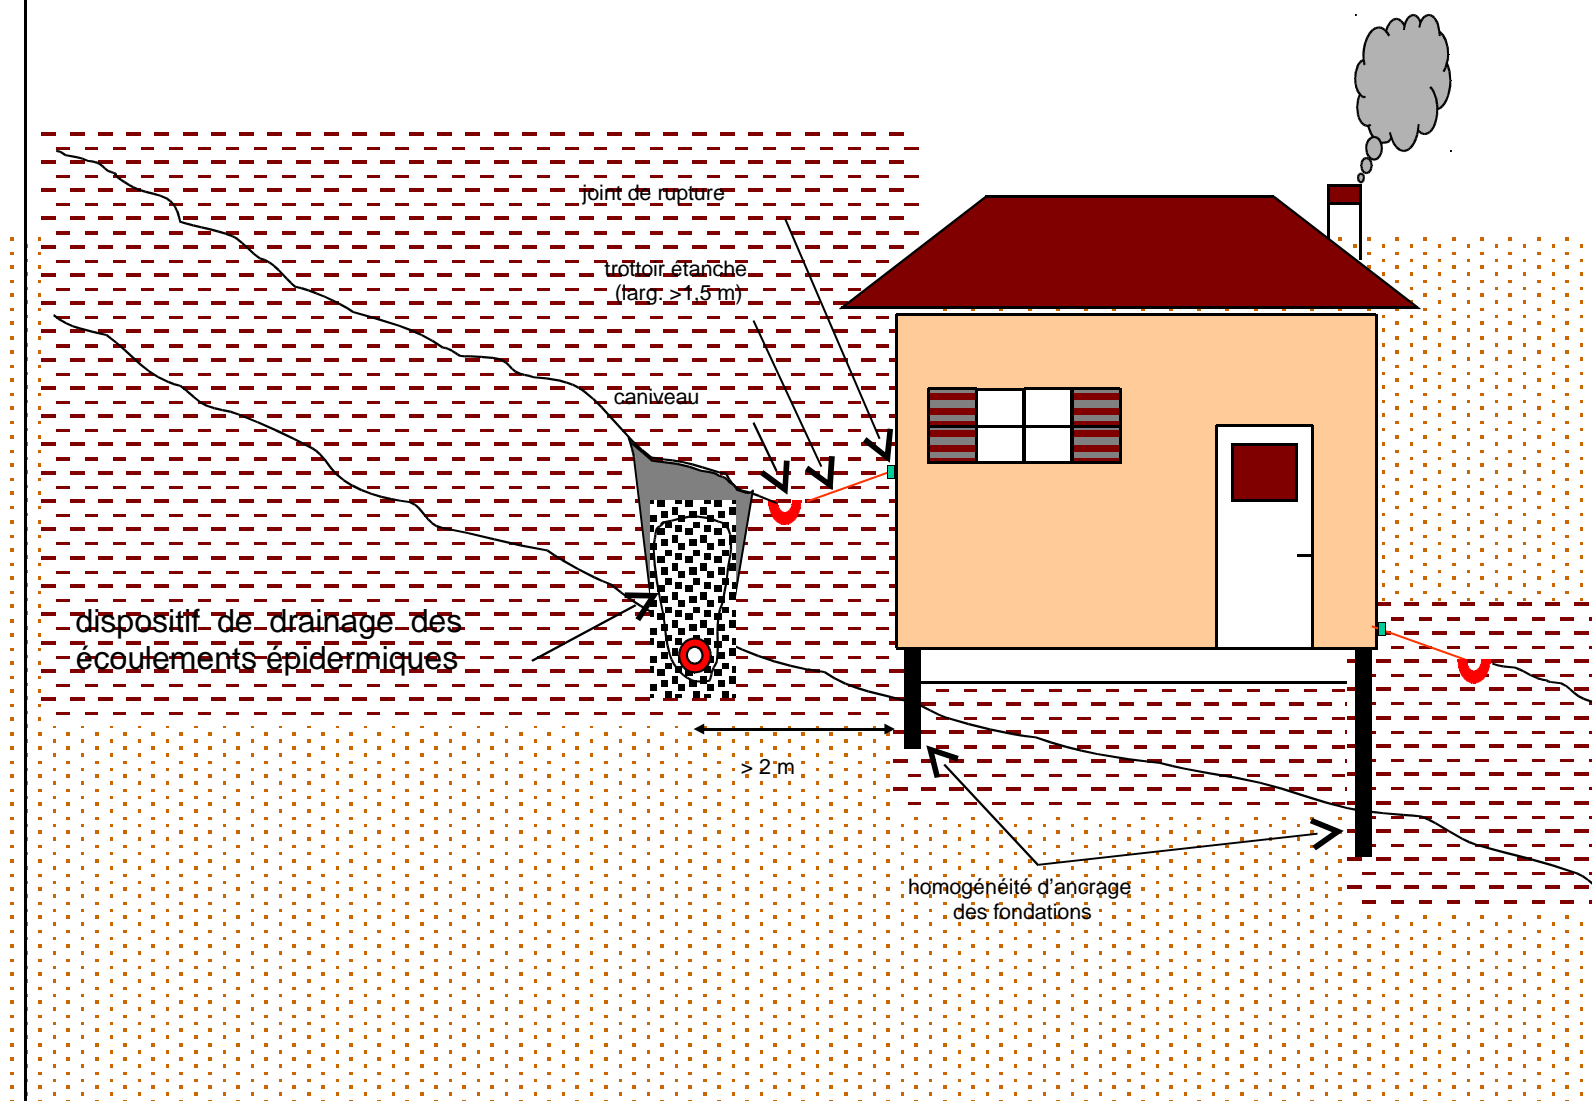 joint de rupture
trottoir étanche
(larg. >1,5 m)
caniveau
dispositif de drainage des
écoulements épidermiques
> 2 m
homogénéité d'ancrage
des fondations